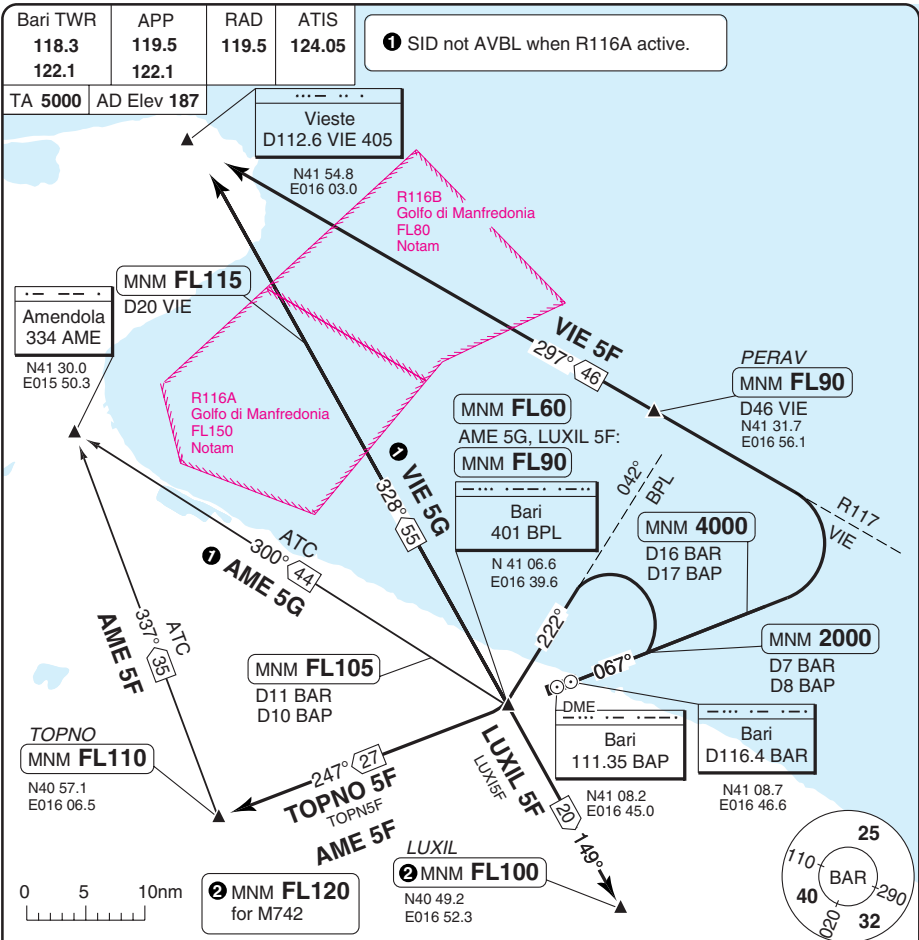 Bari TWR
118.3
122.1
APP
119.5
122.1
RAD
119.5
ATIS
124.05
TA 5000
AD Elev 187
❶ SID not AVBL when R116A active.
Vieste
D112.6 VIE 405
N41 54.8
E016 03.0
R116B
Golfo di Manfredonia
FL80
Notam
MNM FL115
D20 VIE
Amendola
334 AME
N41 30.0
E015 50.3
R116A
Golfo di Manfredonia
FL150
Notam
VIE 5F
297° 46
PERAV
MNM FL90
D46 VIE
N41 31.7
E016 56.1
MNM FL60
AME 5G, LUXIL 5F:
MNM FL90
Bari
401 BPL
N 41 06.6
E016 39.6
❶ VIE 5G
328° 55
042°
BPL
R117
VIE
MNM 4000
D16 BAR
D17 BAP
ATC
300° 44
❶ AME 5G
ATC
337° 35
AME 5F
222°
067°
MNM 2000
D7 BAR
D8 BAP
MNM FL105
D11 BAR
D10 BAP
DME
Bari
111.35 BAP
N41 08.2
E016 45.0
Bari
D116.4 BAR
N41 08.7
E016 46.6
TOPNO
MNM FL110
N40 57.1
E016 06.5
247° 27
TOPNO 5F
TOPN5F
AME 5F
LUXIL 5F
LUXI5F
20 149°
LUXIL
❷ MNM FL100
N40 49.2
E016 52.3
❷ MNM FL120
for M742
0 5 10nm
25
110
BAR
290
40
020
32